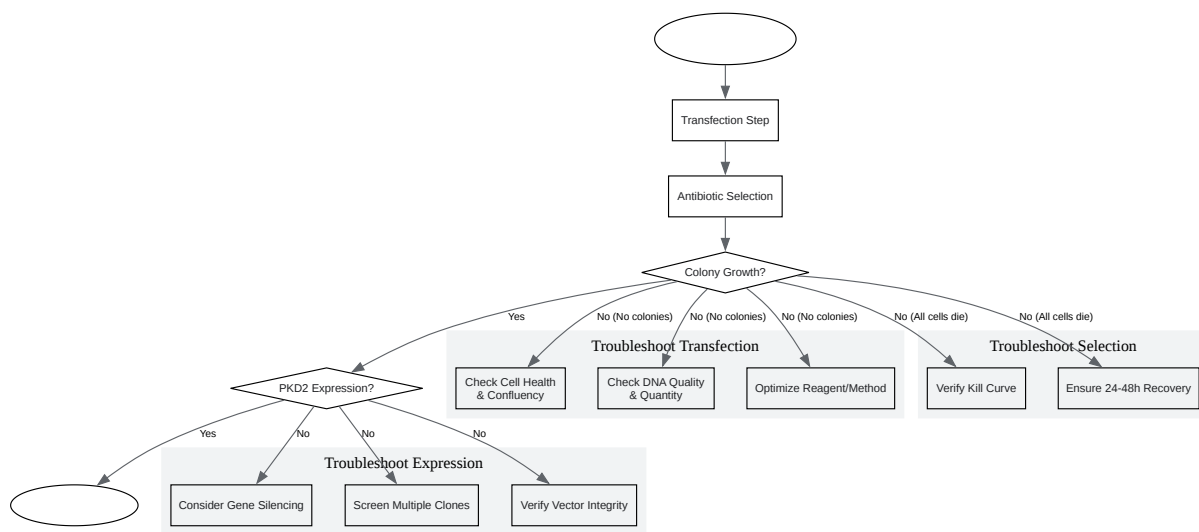 Transfection Step
Antibiotic Selection
Colony Growth?
Yes
No (No colonies)
No (No colonies)
No (No colonies)
No (All cells die)
No (All cells die)
Troubleshoot Transfection
Troubleshoot Selection
PKD2 Expression?
Check Cell Health
& Confluency
Check DNA Quality
& Quantity
Optimize Reagent/Method
Verify Kill Curve
Ensure 24-48h Recovery
Yes
No
No
No
Troubleshoot Expression
Consider Gene Silencing
Screen Multiple Clones
Verify Vector Integrity